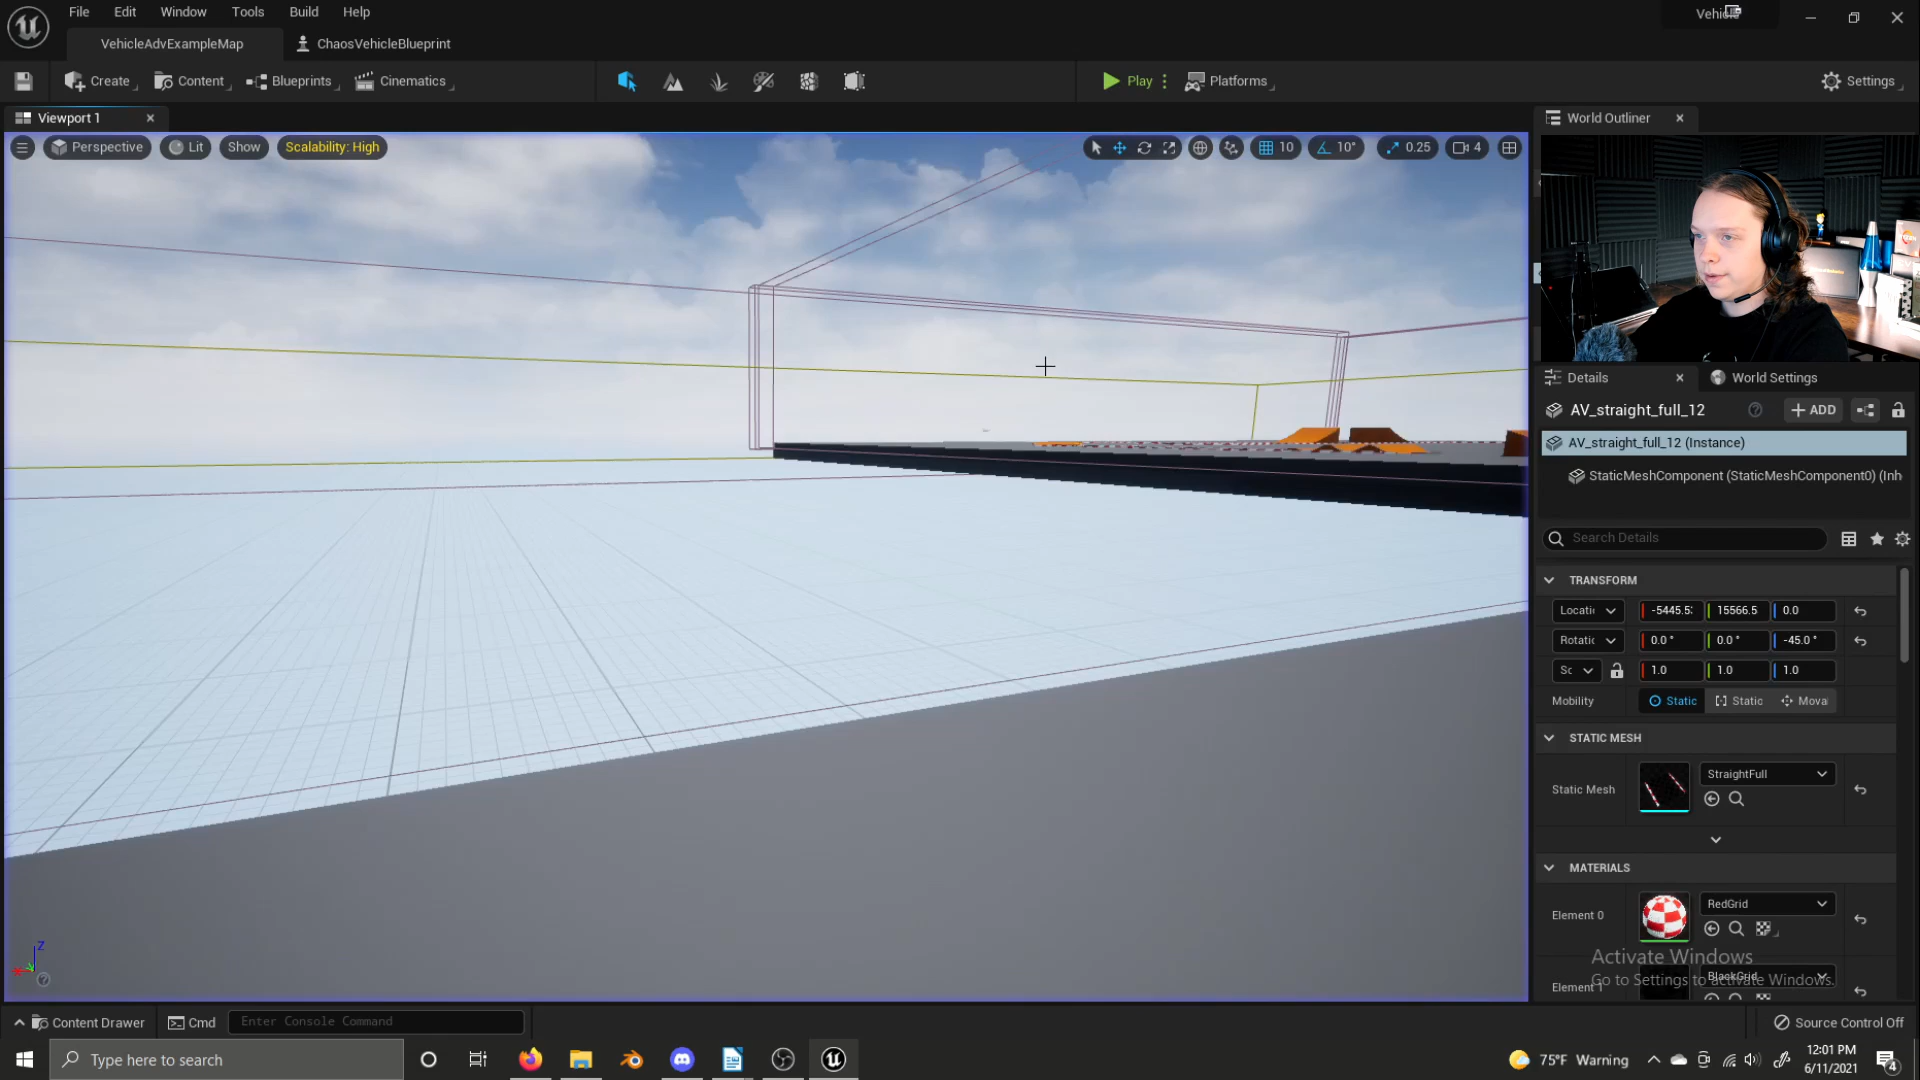 File Edit Window Tools Build Help
VehicleAdvExampleMap
ChaosVehicleBlueprint
Create
Content
Blueprints
Cinematics
Play
Platforms
Settings
Viewport 1
World Outliner
Perspective
Lit
Show
Scalability: High
10
10°
0.25
4
Details
World Settings
AV_straight_full_12
ADD
AV_straight_full_12 (Instance)
StaticMeshComponent (StaticMeshComponent0) (Inh
Search Details
TRANSFORM
Locati -5445.5 15566.5 0.0
Rotatic 0.0° 0.0° -45.0°
Sc 1.0 1.0 1.0
Mobility Static Static Mova
STATIC MESH
Static Mesh
StraightFull
MATERIALS
Element 0
RedGrid
Element 1
BlackGrid
Activate Windows
Go to Settings to activate Windows.
Z
Content Drawer
Cmd
Enter Console Command
Source Control Off
Type here to search
75°F Warning
12:01 PM
6/11/2021
4